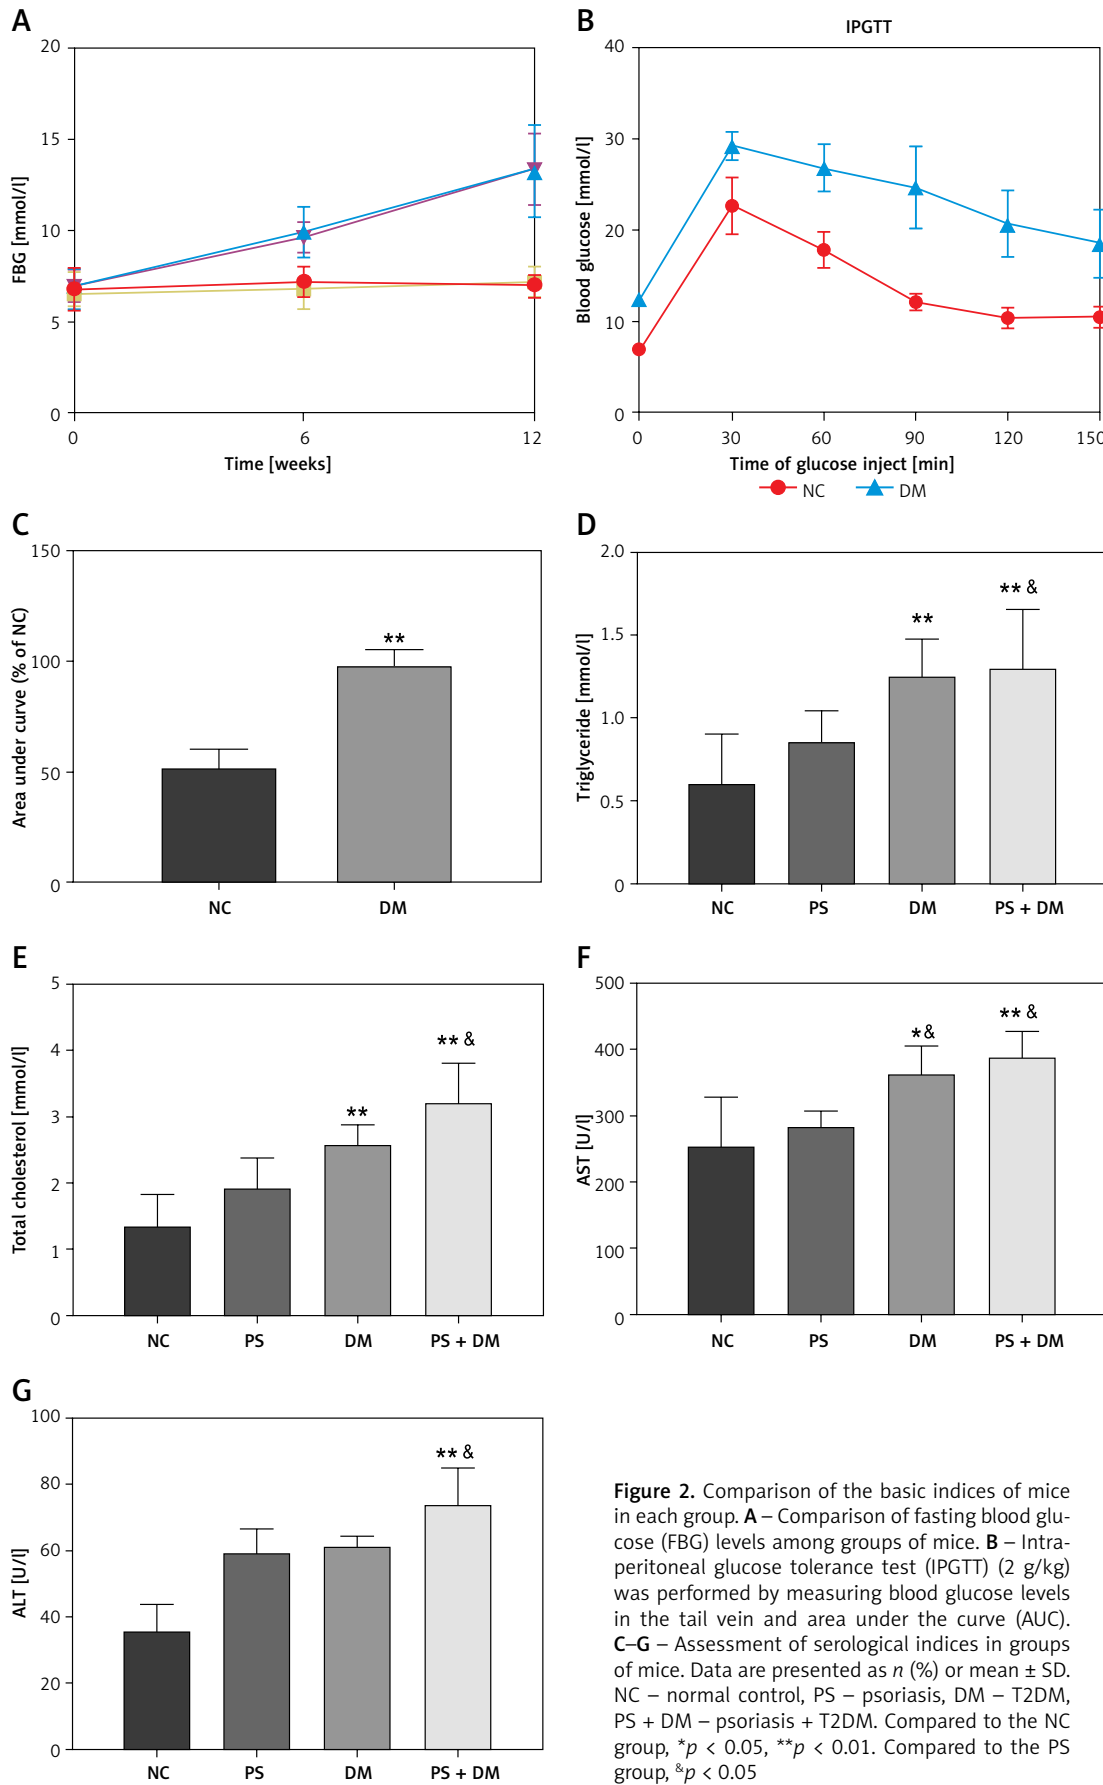 A
20
15
10
5
0
FBG [mmol/l]
0 6 12
Time [weeks]
B
IPGTT
40
30
20
10
0
Blood glucose [mmol/l]
0 30 60 90 120 150
Time of glucose inject [min]
NC DM
C
150
100
50
0
Area under curve (% of NC)
**
NC DM
D
2.0
1.5
1.0
0.5
0
Triglyceride [mmol/l]
** ** &
NC PS DM PS + DM
E
5
4
3
2
1
0
Total cholesterol [mmol/l]
** ** &
NC PS DM PS + DM
F
500
400
300
200
100
0
AST [U/l]
*& ** &
NC PS DM PS + DM
G
100
80
60
40
20
0
ALT [U/l]
** &
NC PS DM PS + DM
Figure 2. Comparison of the basic indices of mice
in each group. A – Comparison of fasting blood glu-
cose (FBG) levels among groups of mice. B – Intra-
peritoneal glucose tolerance test (IPGTT) (2 g/kg)
was performed by measuring blood glucose levels
in the tail vein and area under the curve (AUC).
C–G – Assessment of serological indices in groups
of mice. Data are presented as n (%) or mean ± SD.
NC – normal control, PS – psoriasis, DM – T2DM,
PS + DM – psoriasis + T2DM. Compared to the NC
group, *p < 0.05, **p < 0.01. Compared to the PS
group, &p < 0.05